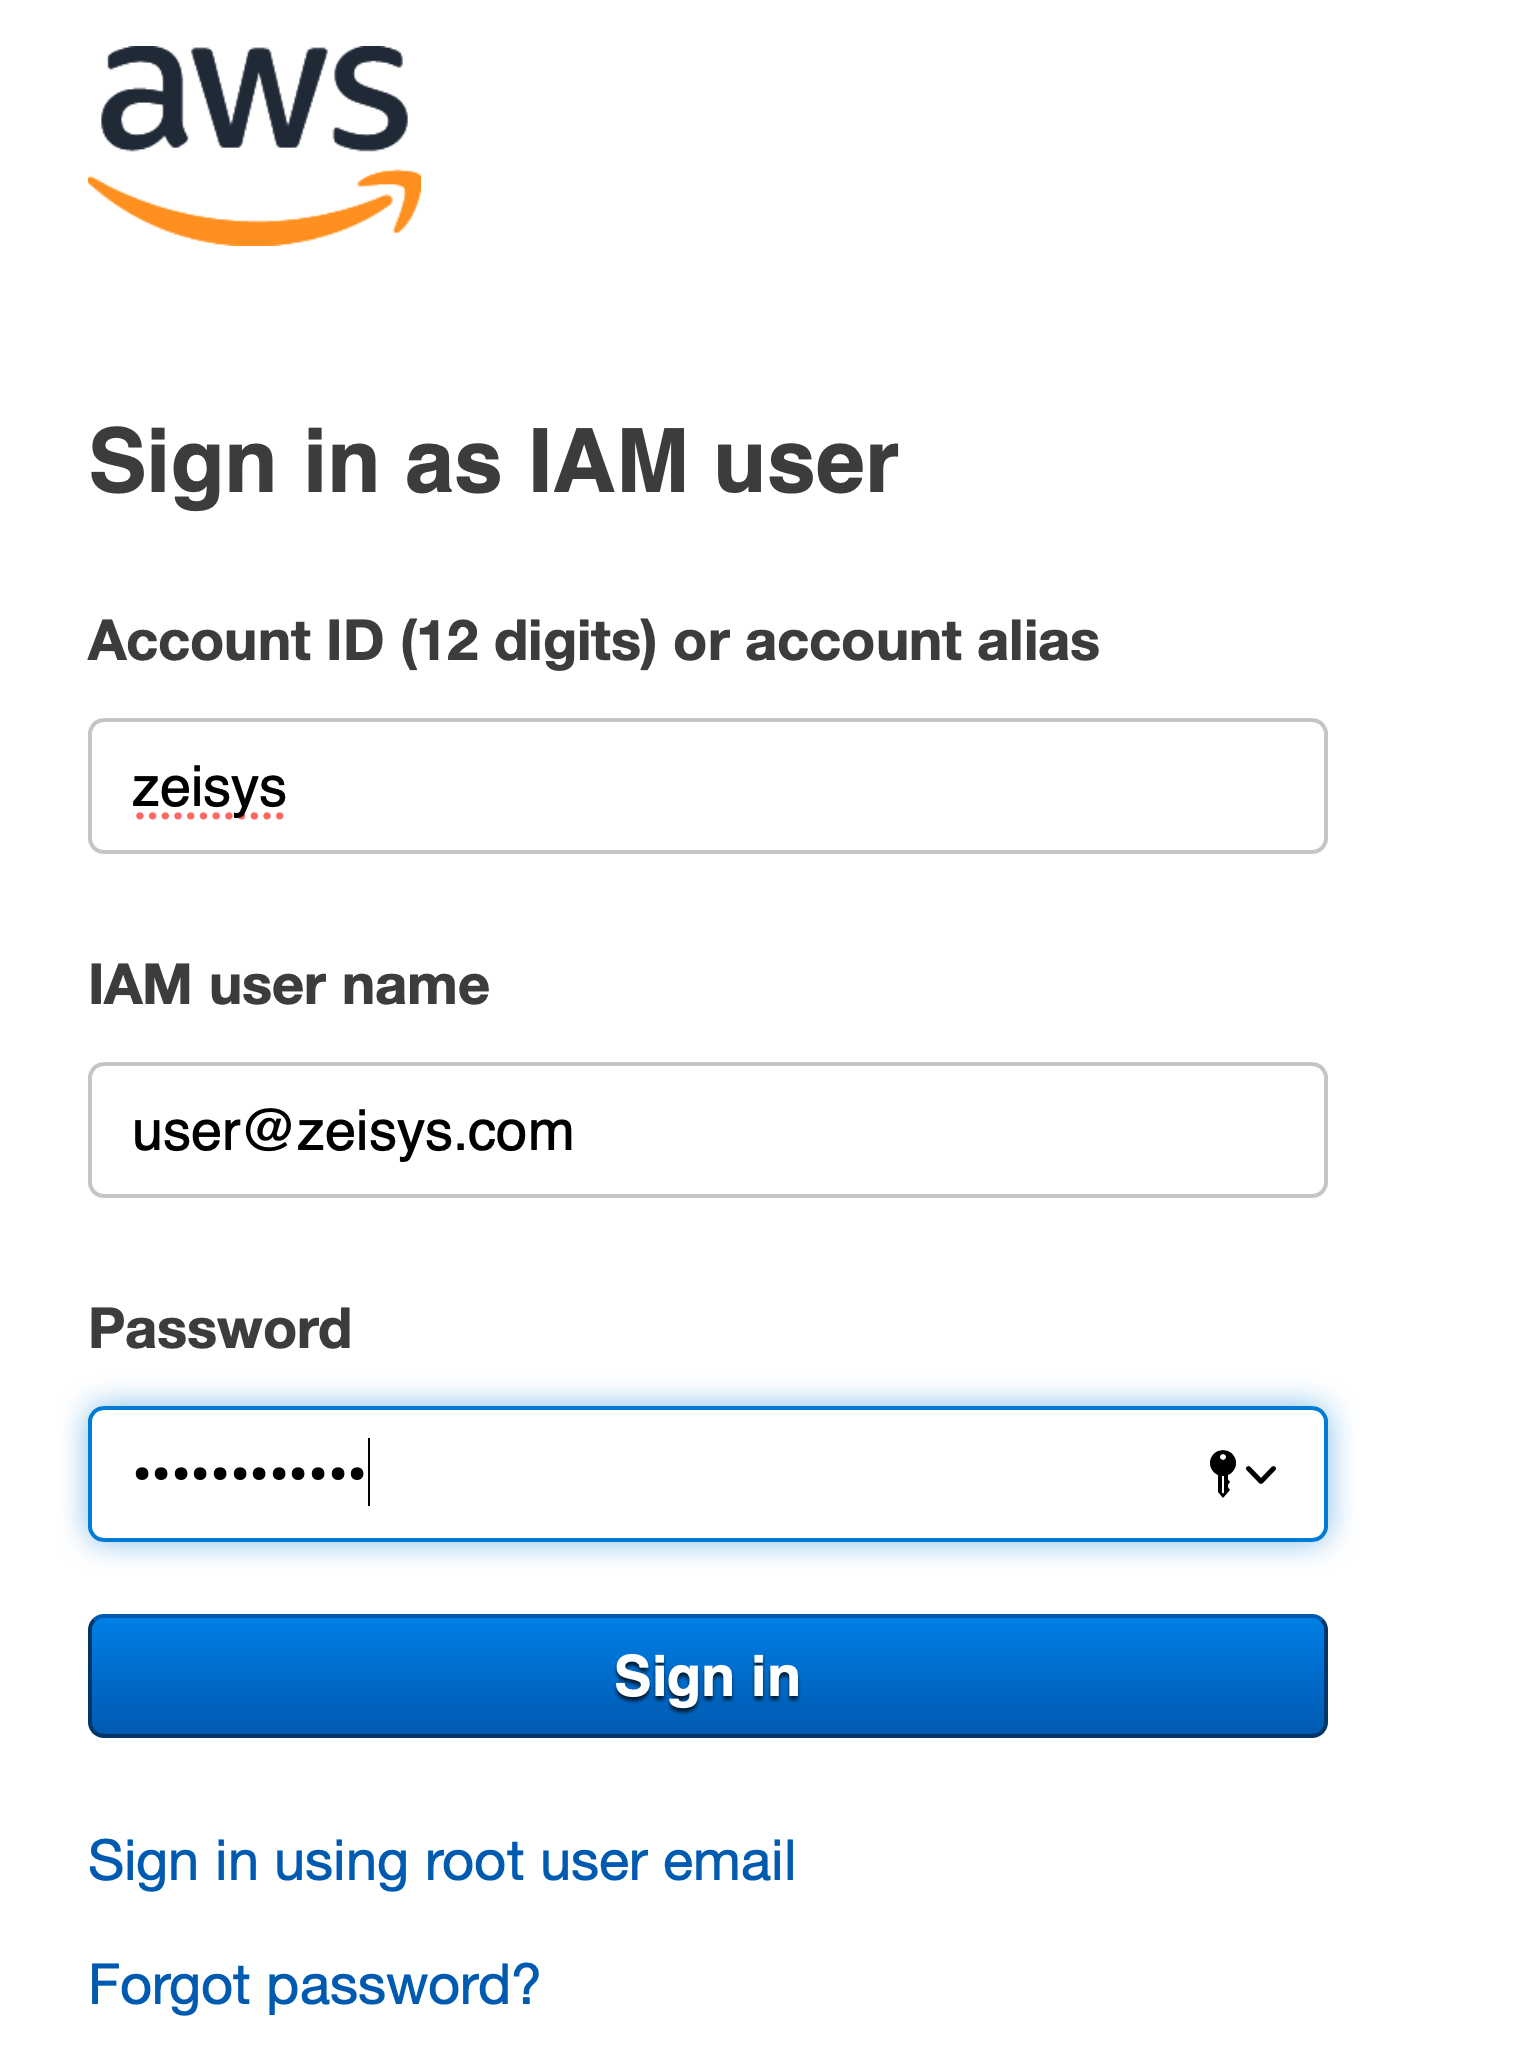 aws
Sign in as IAM user
Account ID (12 digits) or account alias
zeisys
IAM user name
user@zeisys.com
Password
••••••••••••
Sign in
Sign in using root user email
Forgot password?